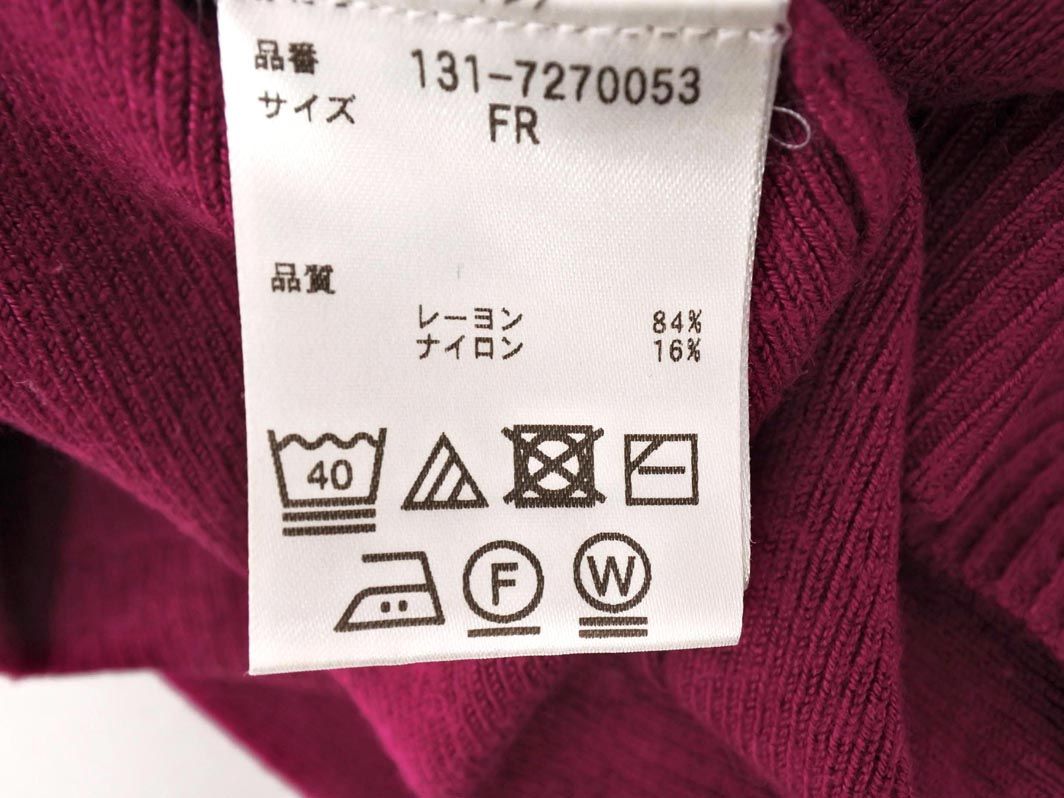 品番 131-7270053
サイズ FR
品質
レーヨン 84%
ナイロン 16%
40
F
W